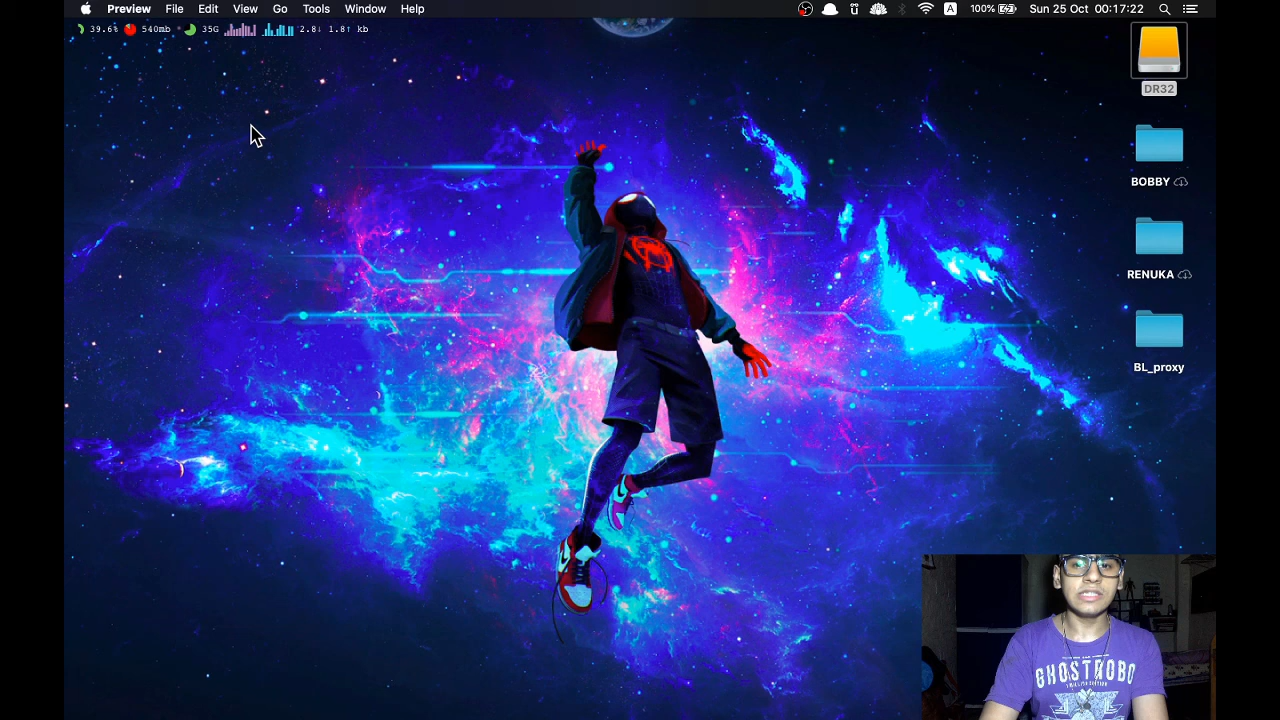 Preview File Edit View Go Tools Window Help A 100% Sun 25 Oct 00:17:22
39.6% 540mb 35G 2.8↓ 1.8↑ kb
DR32
BOBBY
RENUKA
BL_proxy
GHOSTROBO